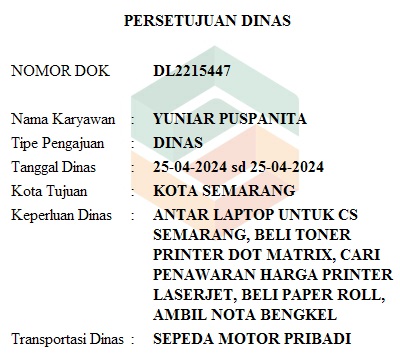 PERSETUJUAN DINAS
NOMOR DOK DL2215447
Nama Karyawan : YUNIAR PUSPANITA
Tipe Pengajuan : DINAS
Tanggal Dinas : 25-04-2024 sd 25-04-2024
Kota Tujuan : KOTA SEMARANG
Keperluan Dinas : ANTAR LAPTOP UNTUK CS
SEMARANG, BELI TONER
PRINTER DOT MATRIX, CARI
PENAWARAN HARGA PRINTER
LASERJET, BELI PAPER ROLL,
AMBIL NOTA BENGKEL
Transportasi Dinas : SEPEDA MOTOR PRIBADI